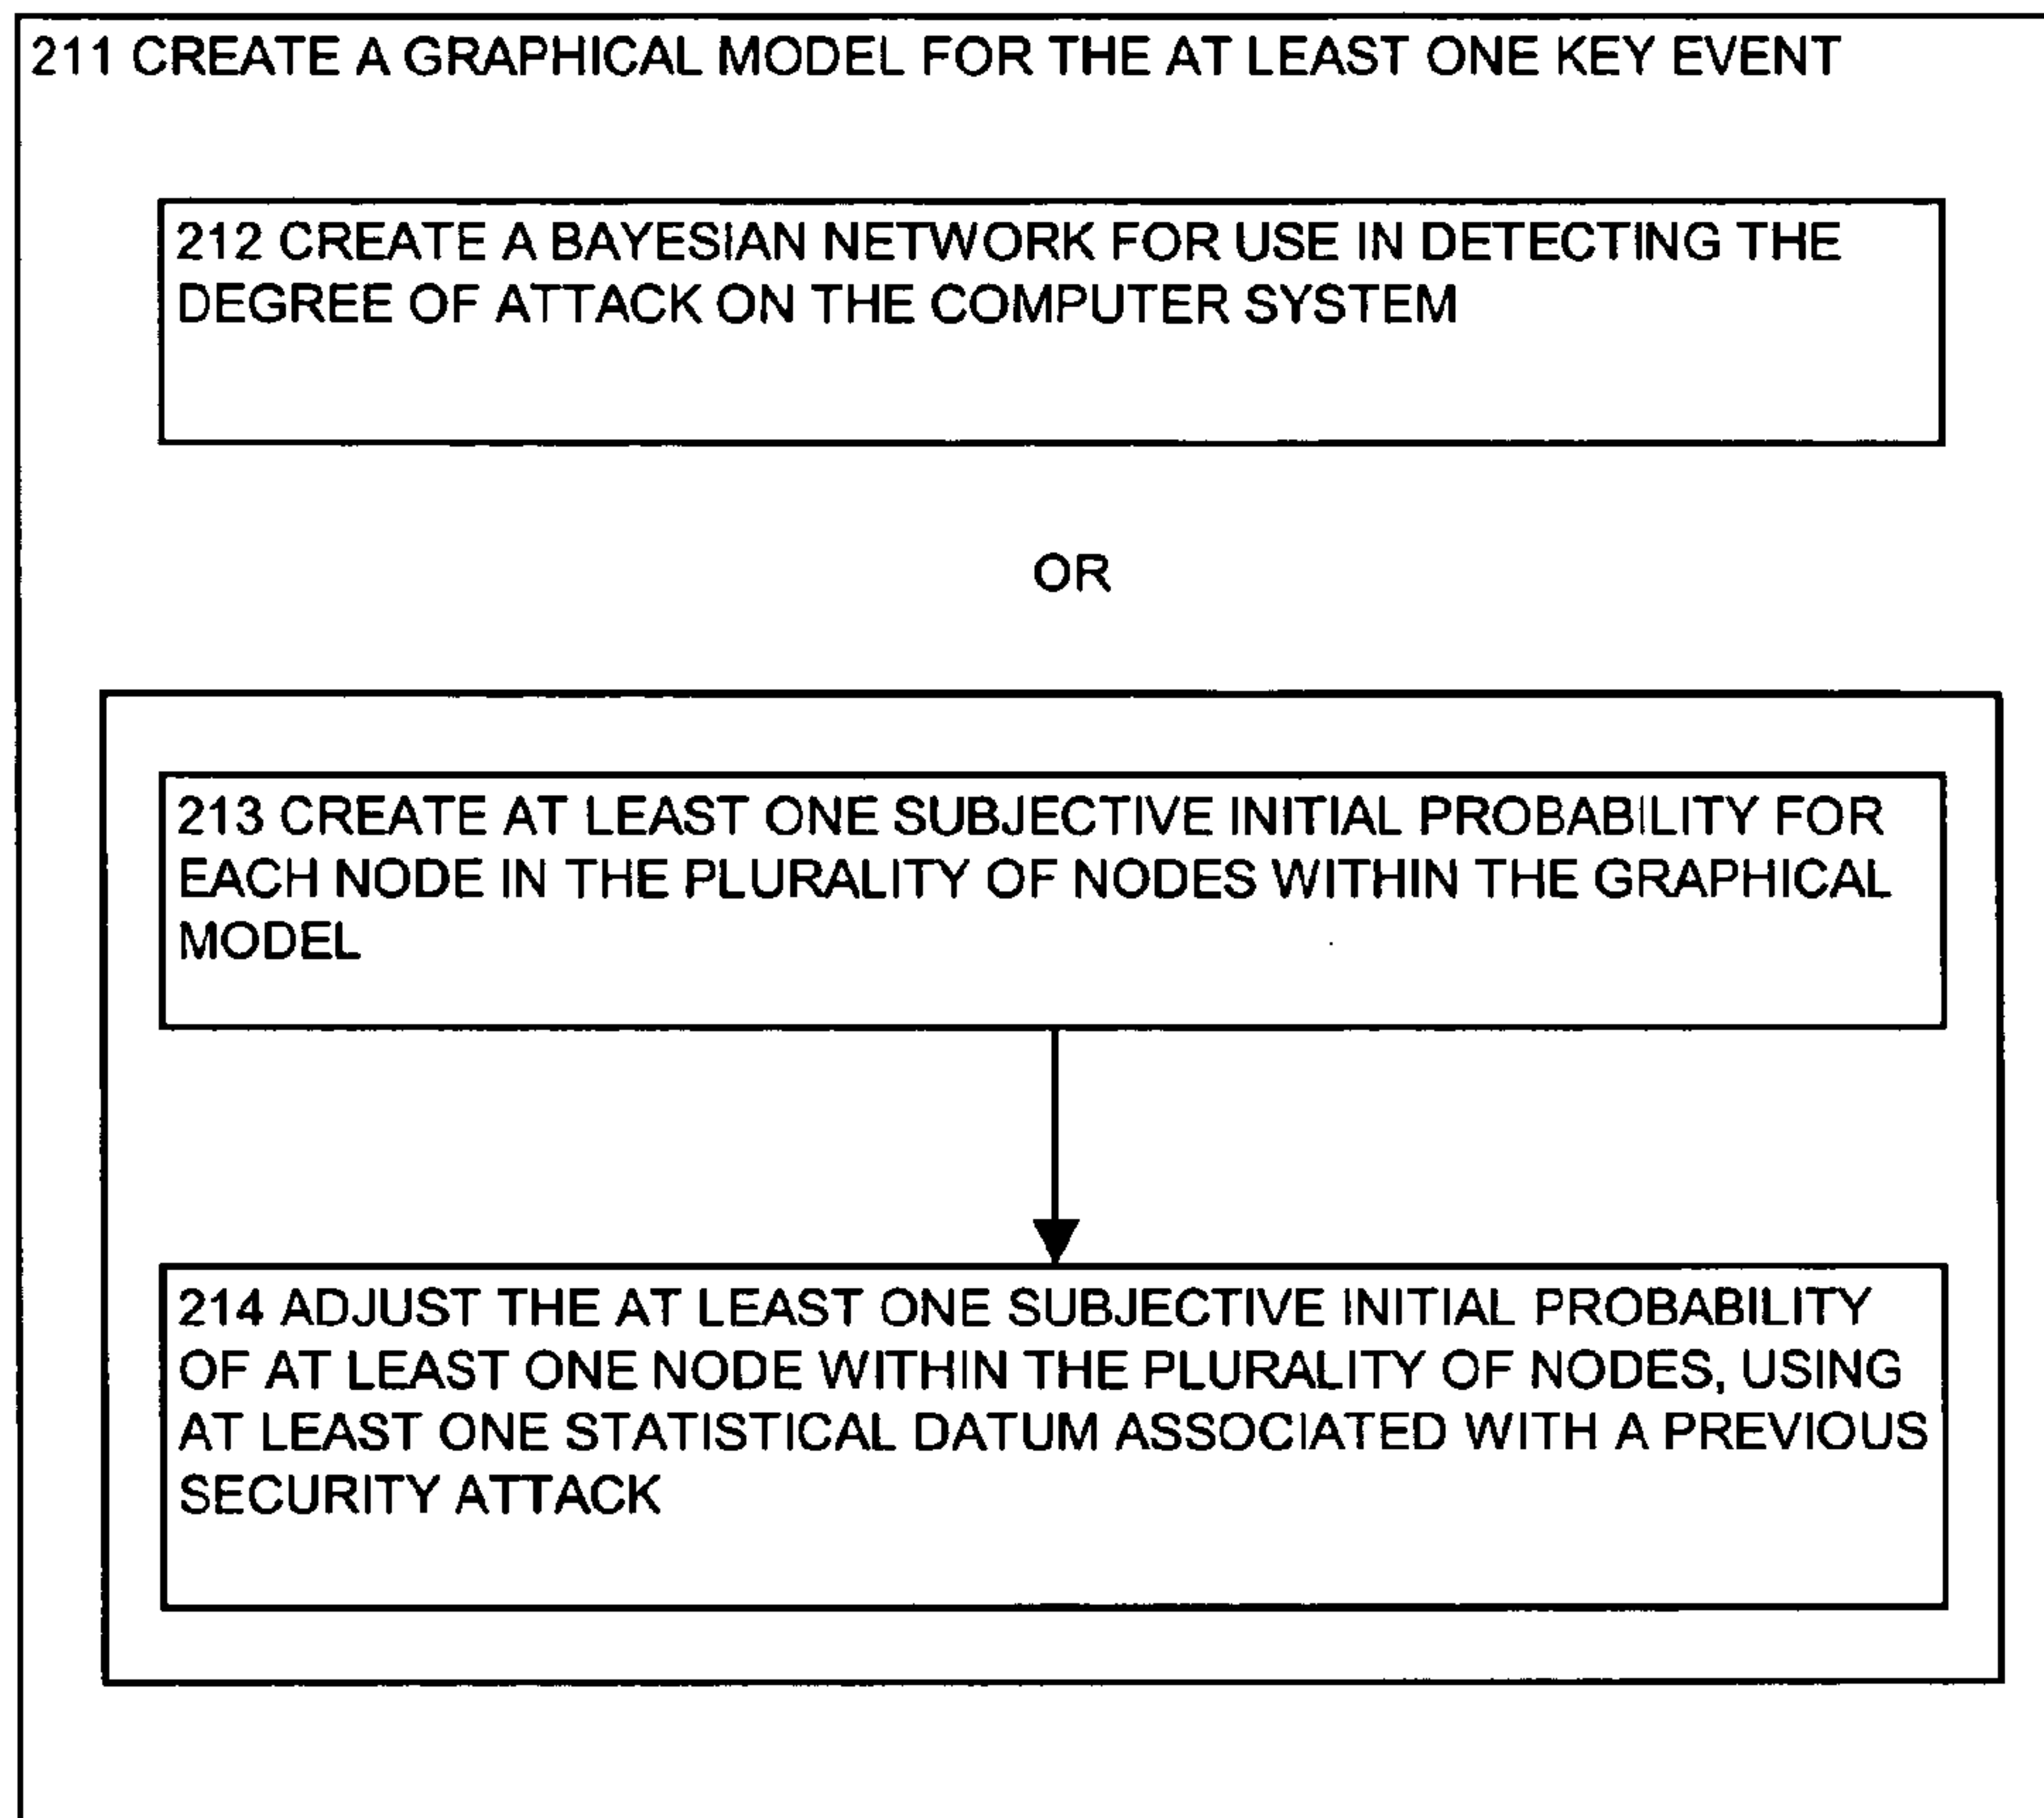 211 CREATE A GRAPHICAL MODEL FOR THE AT LEAST ONE KEY EVENT
212 CREATE A BAYESIAN NETWORK FOR USE IN DETECTING THE
DEGREE OF ATTACK ON THE COMPUTER SYSTEM
OR
213 CREATE AT LEAST ONE SUBJECTIVE INITIAL PROBABILITY FOR
EACH NODE IN THE PLURALITY OF NODES WITHIN THE GRAPHICAL
MODEL
214 ADJUST THE AT LEAST ONE SUBJECTIVE INITIAL PROBABILITY
OF AT LEAST ONE NODE WITHIN THE PLURALITY OF NODES, USING
AT LEAST ONE STATISTICAL DATUM ASSOCIATED WITH A PREVIOUS
SECURITY ATTACK